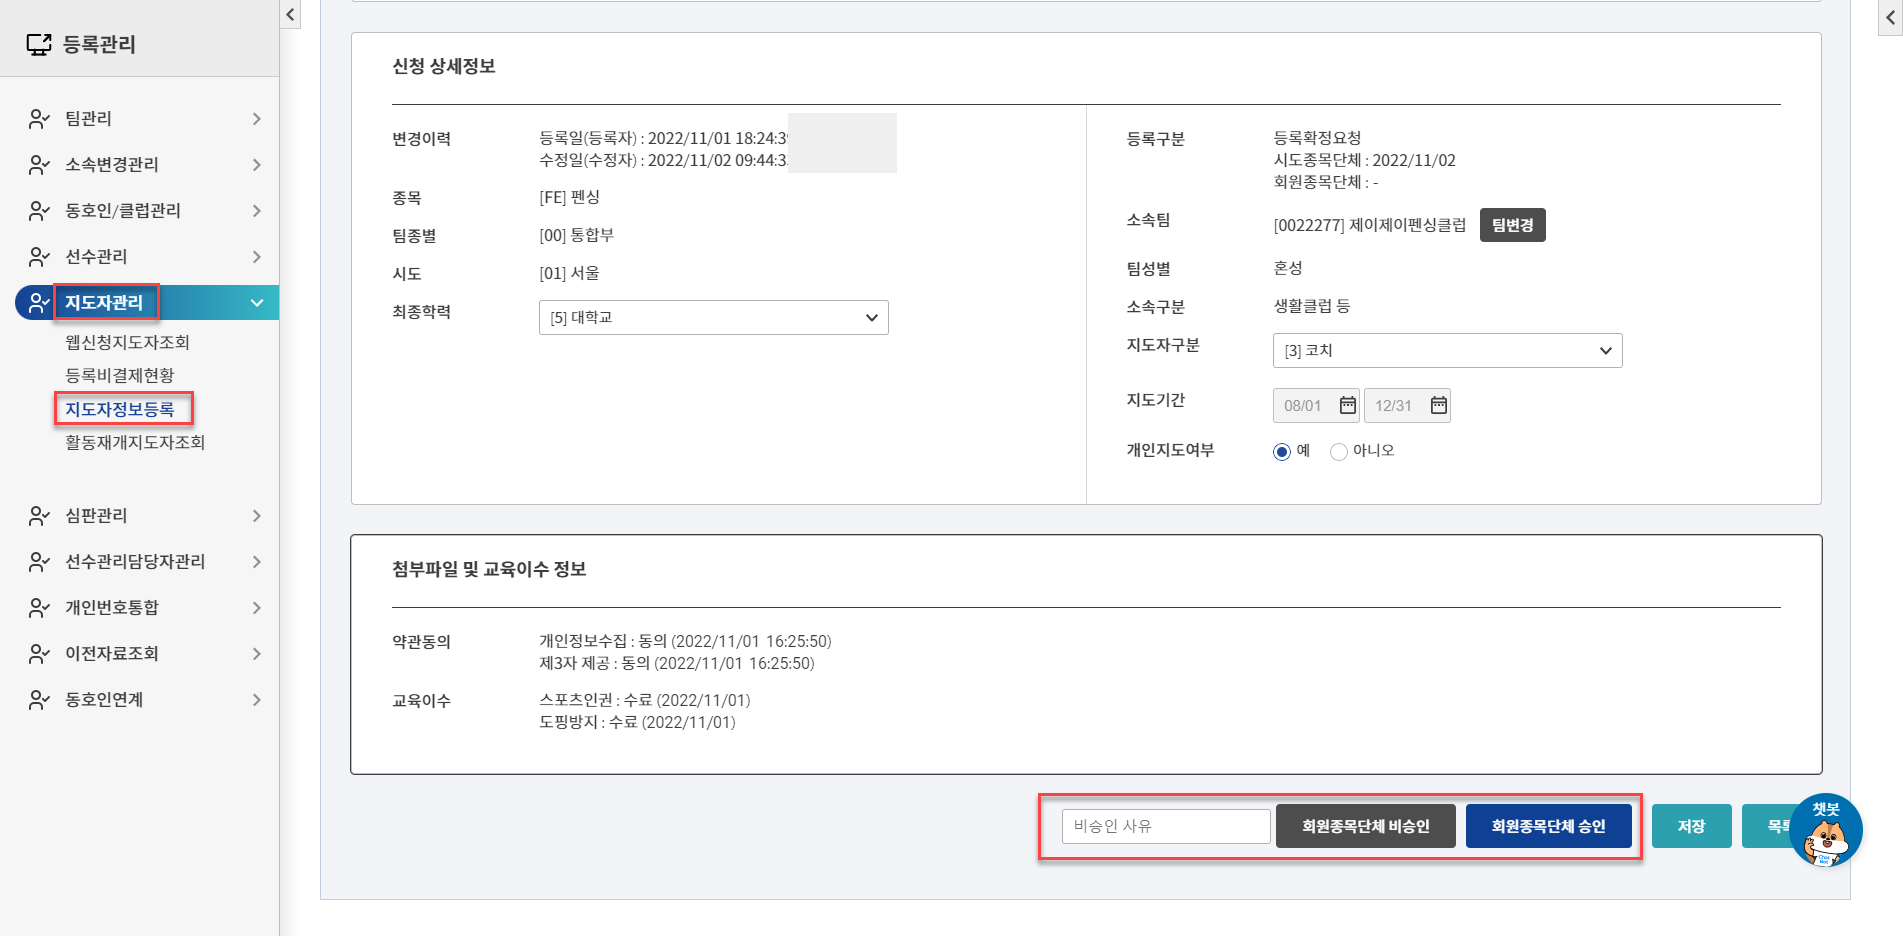 등록관리
팀관리
소속변경관리
동호인/클럽관리
선수관리
지도자관리
웹신청지도자조회
등록비결제현황
지도자정보등록
활동재개지도자조회
심판관리
선수관리담당자관리
개인번호통합
이전자료조회
동호인연계
신청 상세정보
변경이력
등록일(등록자) : 2022/11/01 18:24:39
수정일(수정자) : 2022/11/02 09:44:3
종목
[FE] 펜싱
팀종별
[00] 통합부
시도
[01] 서울
최종학력
[5] 대학교
등록구분
등록확정요청
시도종목단체 : 2022/11/02
회원종목단체 : -
소속팀
[0022277] 제이제이펜싱클럽
팀변경
팀성별
혼성
소속구분
생활클럽 등
지도자구분
[3] 코치
지도기간
08/01
12/31
개인지도여부
예
아니오
첨부파일 및 교육이수 정보
약관동의
개인정보수집 : 동의 (2022/11/01 16:25:50)
제3자 제공 : 동의 (2022/11/01 16:25:50)
교육이수
스포츠인권 : 수료 (2022/11/01)
도핑방지 : 수료 (2022/11/01)
비승인 사유
회원종목단체 비승인
회원종목단체 승인
저장
챗봇
Chat
Bot